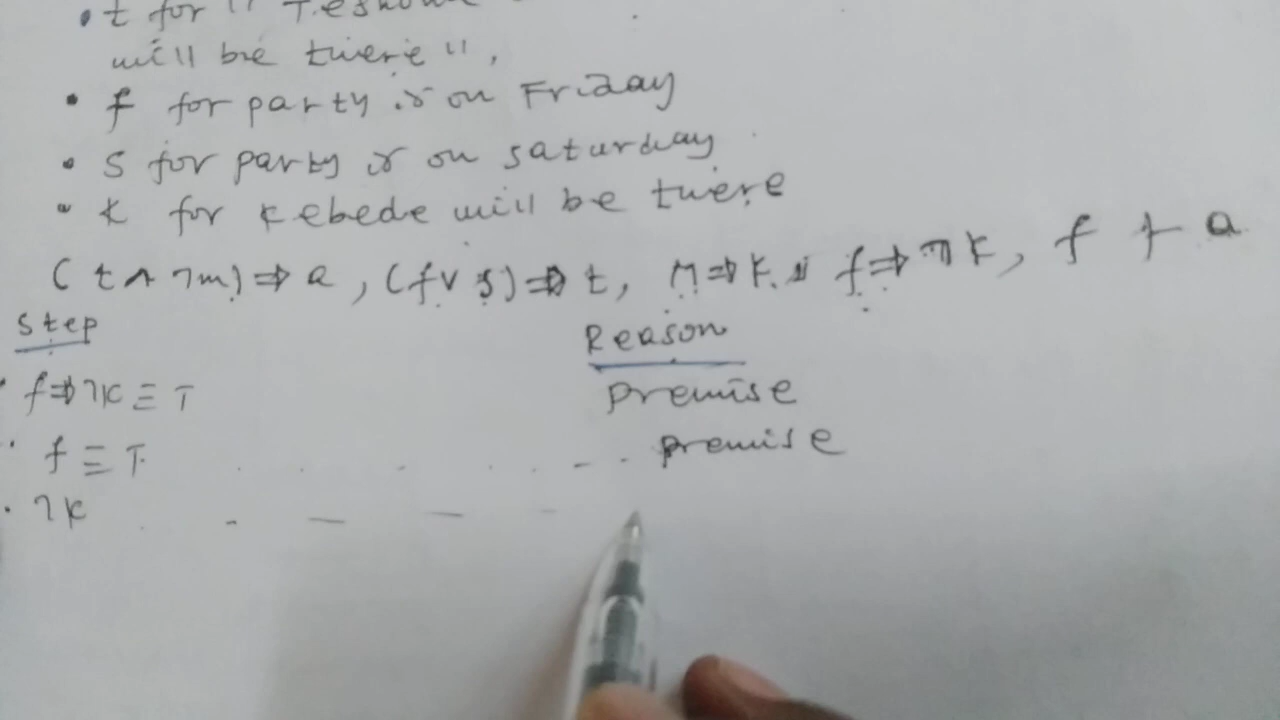 • t for "
will be there",
• f for party is on Friday
• S for party is on saturday
• K for Kebede will be there
(t ∧ ¬m) ⇒ a, (f ∨ s) ⇒ t, M ⇒ K, f ⇒ ¬K, f ⊢ a
Step Reason
f ⇒ ¬K ≡ T premise
f ≡ T premise
¬K